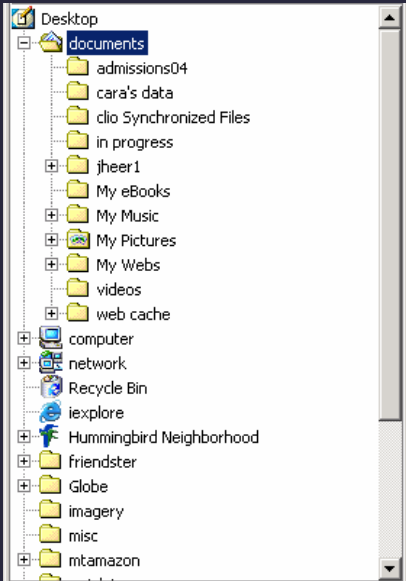 Desktop
documents
admissions04
cara's data
clio Synchronized Files
in progress
jheer1
My eBooks
My Music
My Pictures
My Webs
videos
web cache
computer
network
Recycle Bin
iexplore
Hummingbird Neighborhood
friendster
Globe
imagery
misc
mtamazon